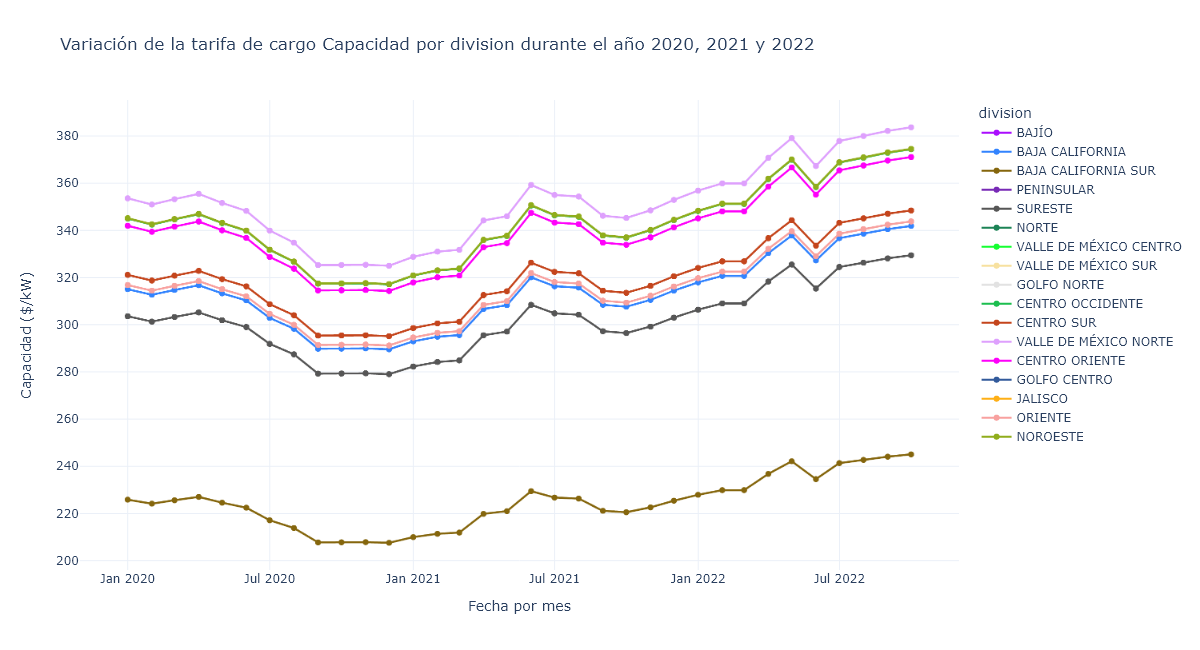 Variación de la tarifa de cargo Capacidad por division durante el año 2020, 2021 y 2022
Capacidad ($/kW)
380
360
340
320
300
280
260
240
220
200
Jan 2020
Jul 2020
Jan 2021
Jul 2021
Jan 2022
Jul 2022
Fecha por mes
division
BAJÍO
BAJA CALIFORNIA
BAJA CALIFORNIA SUR
PENINSULAR
SURESTE
NORTE
VALLE DE MÉXICO CENTRO
VALLE DE MÉXICO SUR
GOLFO NORTE
CENTRO OCCIDENTE
CENTRO SUR
VALLE DE MÉXICO NORTE
CENTRO ORIENTE
GOLFO CENTRO
JALISCO
ORIENTE
NOROESTE